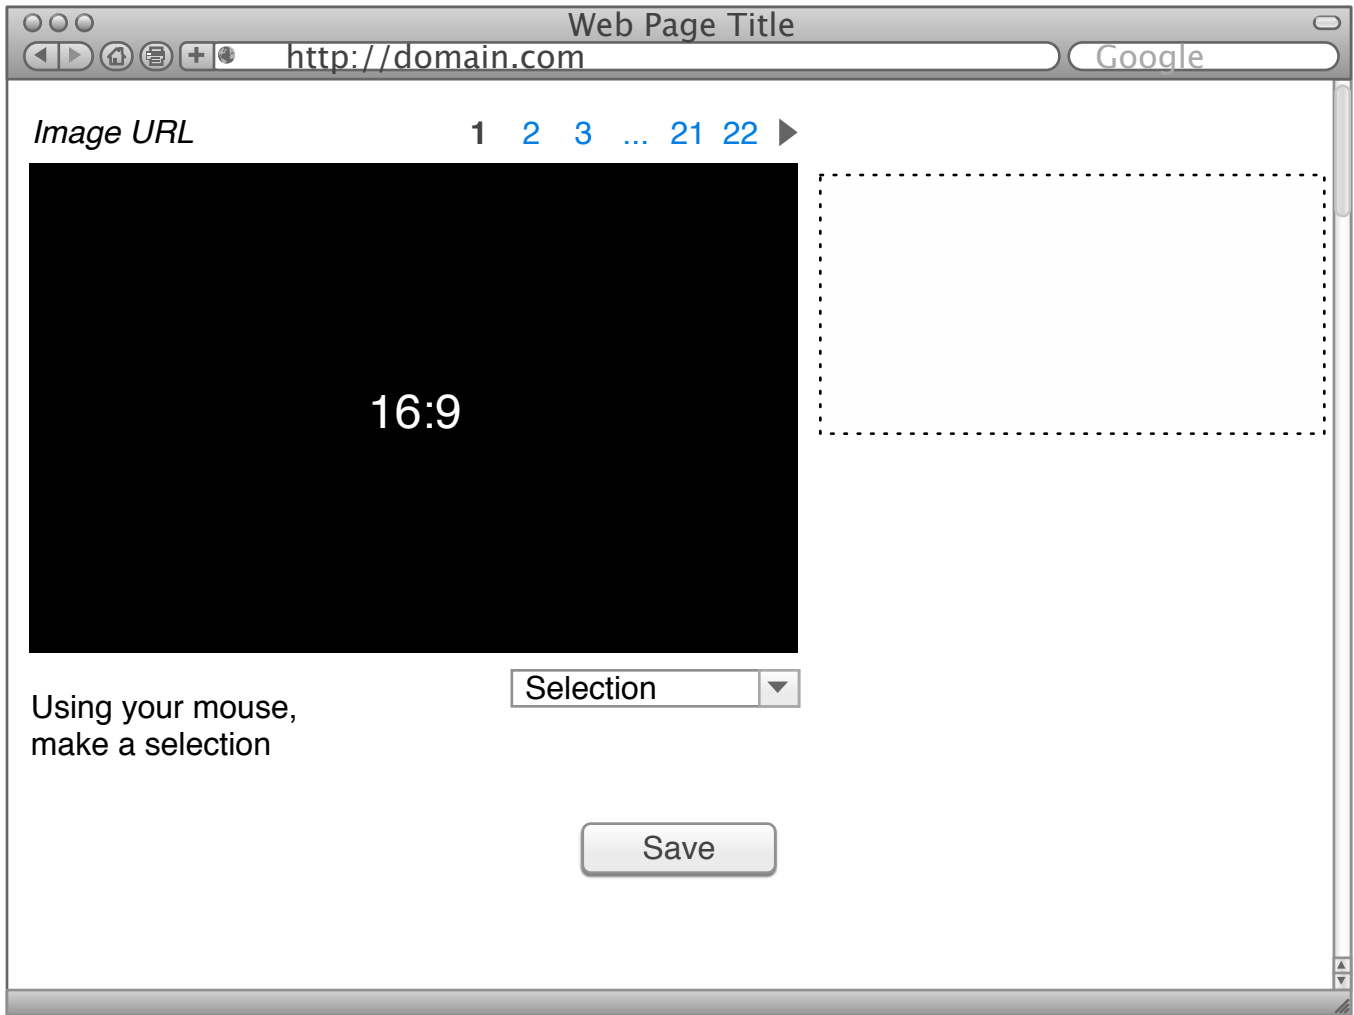 Web Page Title
http://domain.com
Google
Image URL
1 2 3 ... 21 22
16:9
Selection
Using your mouse,
make a selection
Save